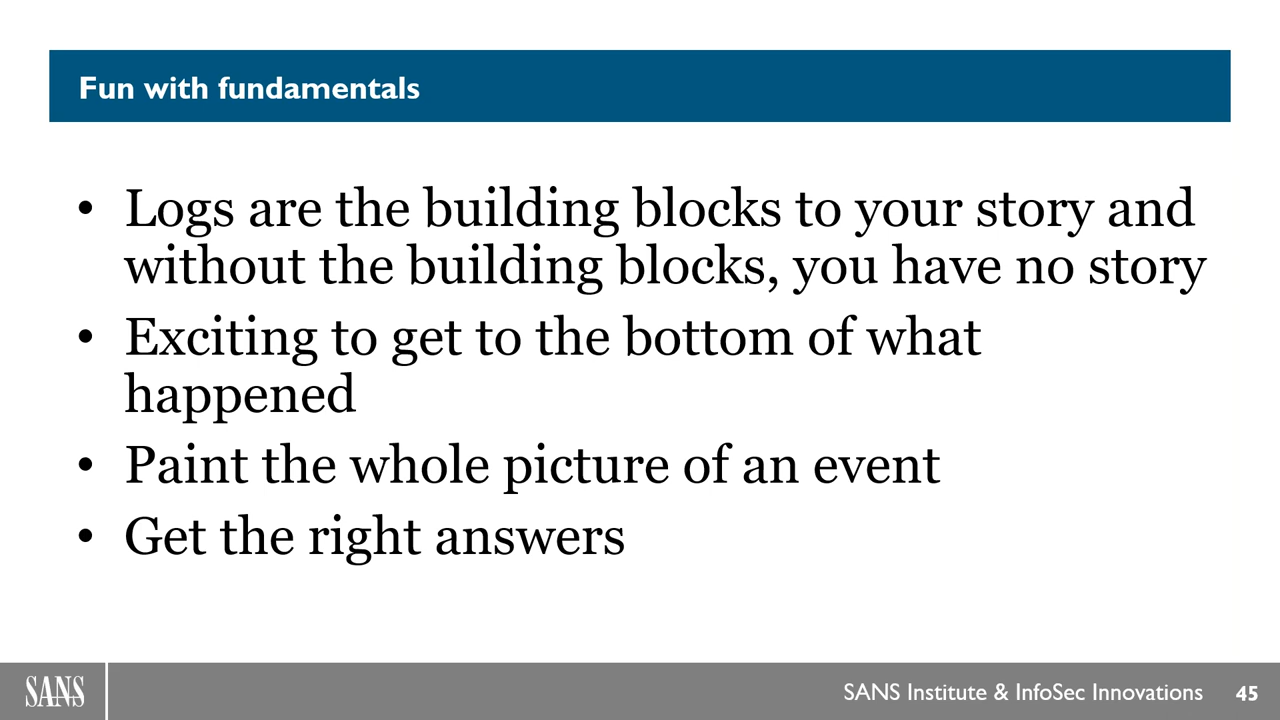 Fun with fundamentals
• Logs are the building blocks to your story and
without the building blocks, you have no story
• Exciting to get to the bottom of what
happened
• Paint the whole picture of an event
• Get the right answers
SANS
SANS Institute & InfoSec Innovations
45